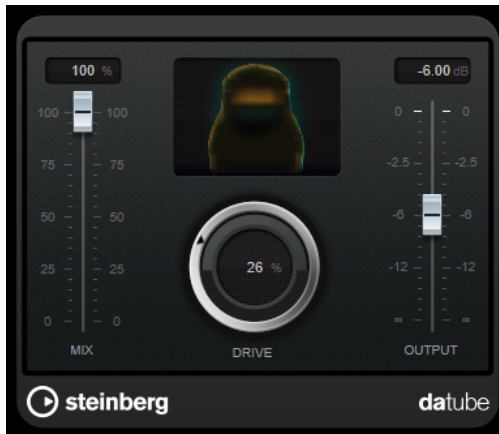 100 %
-6.00 dB
100 100 0 0
75 75 -2.5 -2.5
50 50 -6 -6
26 %
25 25 -12 -12
0 0 ∞ ∞
MIX DRIVE OUTPUT
steinberg datube